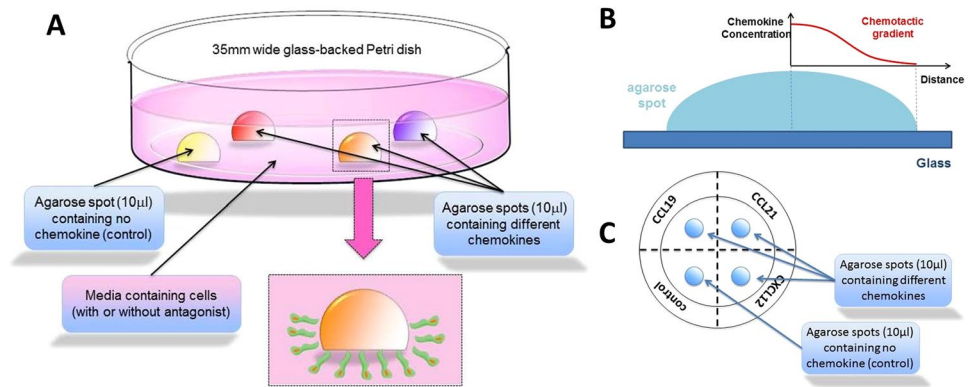 A
35mm wide glass-backed Petri dish
Agarose spot (10µl)
containing no
chemokine (control)
Agarose spots (10µl)
containing different
chemokines
Media containing cells
(with or without antagonist)
B
Chemokine
Concentration
Chemotactic
gradient
Distance
agarose
spot
Glass
C
CCL19
CCL21
control
CXCL12
Agarose spots (10µl)
containing different
chemokines
Agarose spots (10µl)
containing no
chemokine (control)